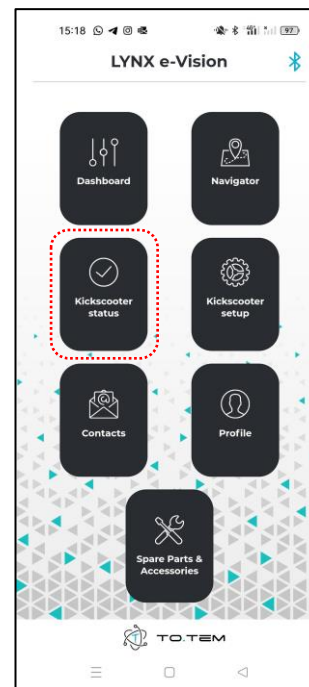 15:18
97
LYNX e-Vision
Dashboard
Navigator
Kickscooter
status
Kickscooter
setup
Contacts
Profile
Spare Parts &
Accessories
TO.TEM